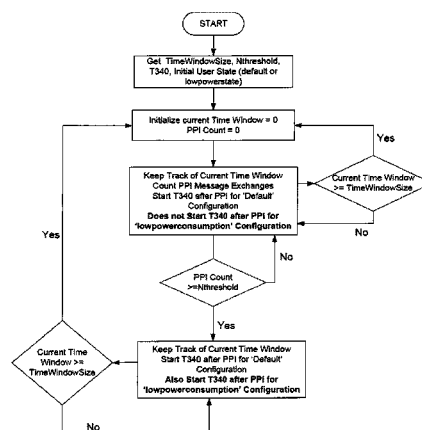 START
Get TimeWindowSize, Nthreshold,
T340, Initial User State (default or
lowpowerstate)
Initialize current Time Window = 0
PPI Count = 0
Yes
Keep Track of Current Time Window
Count PPI Message Exchanges
Start T340 after PPI for 'Default'
Configuration
Does not Start T340 after PPI for
'lowpowerconsumption' Configuration
Current Time Window
>= TimeWindowSize
No
Yes
No
PPI Count
>=Nthreshold
Yes
Current Time
Window >=
TimeWindowSize
Keep Track of Current Time Window
Start T340 after PPI for 'Default'
Configuration
Also Start T340 after PPI for
'lowpowerconsumption' Configuration
No